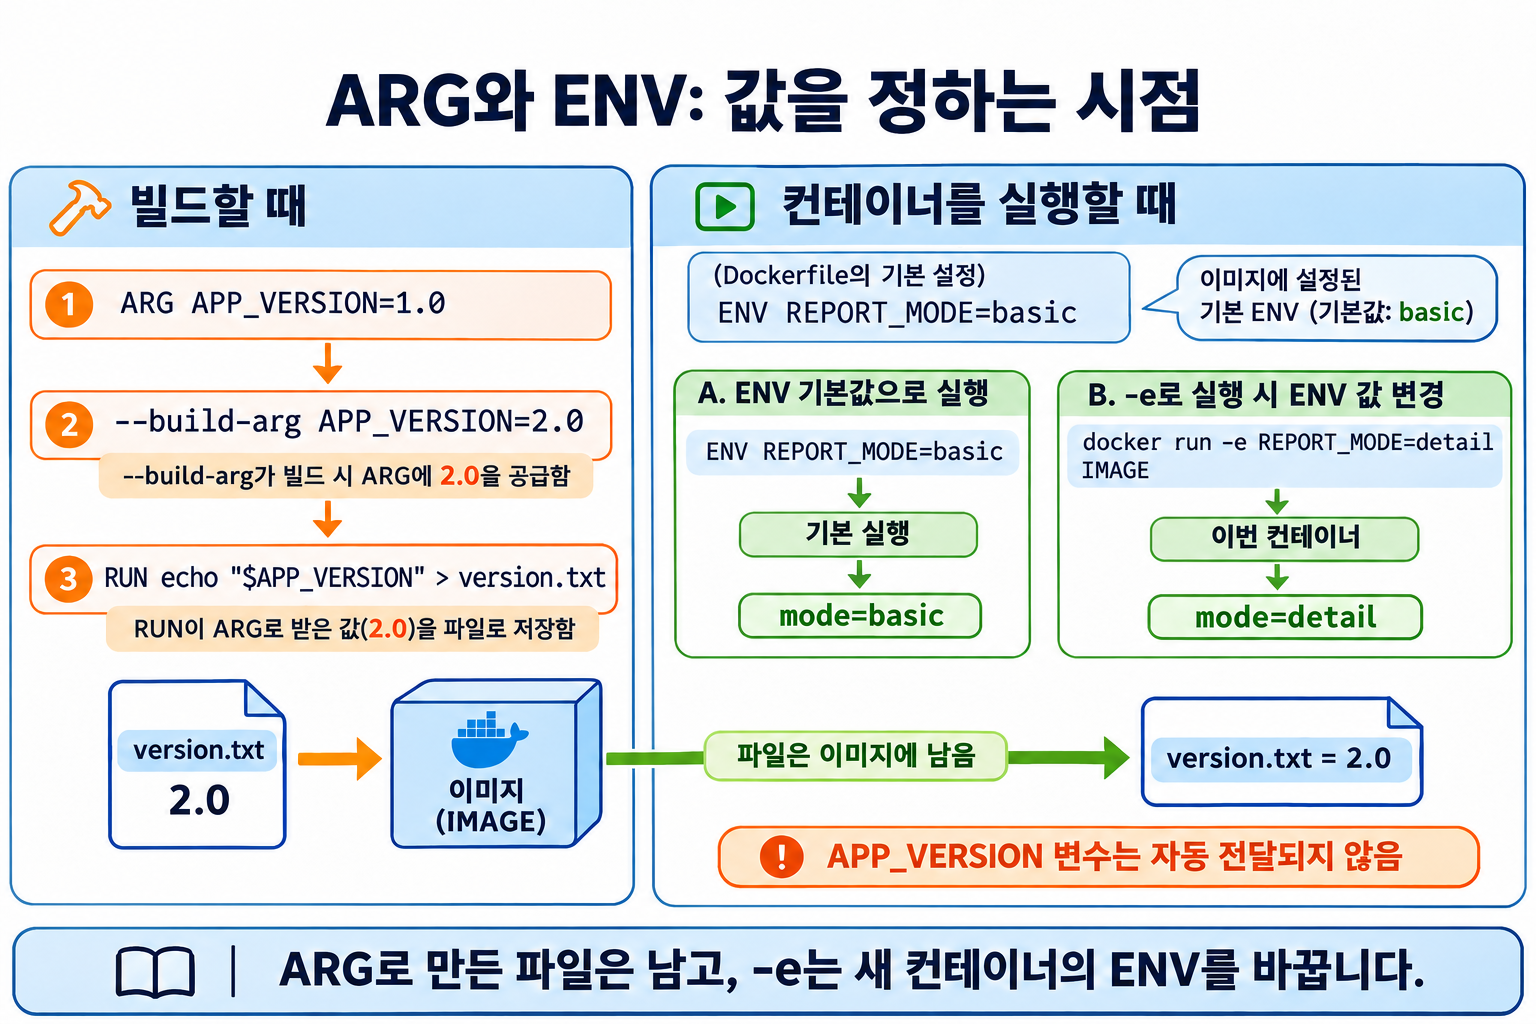 ARG와 ENV: 값을 정하는 시점
빌드할 때
1 ARG APP_VERSION=1.0
2 --build-arg APP_VERSION=2.0
--build-arg가 빌드 시 ARG에 2.0을 공급함
3 RUN echo "$APP_VERSION" > version.txt
RUN이 ARG로 받은 값(2.0)을 파일로 저장함
version.txt
2.0
이미지
(IMAGE)
컨테이너를 실행할 때
(Dockerfile의 기본 설정)
ENV REPORT_MODE=basic
이미지에 설정된
기본 ENV (기본값: basic)
A. ENV 기본값으로 실행
ENV REPORT_MODE=basic
기본 실행
mode=basic
B. -e로 실행 시 ENV 값 변경
docker run -e REPORT_MODE=detail
IMAGE
이번 컨테이너
mode=detail
파일은 이미지에 남음
version.txt = 2.0
! APP_VERSION 변수는 자동 전달되지 않음
ARG로 만든 파일은 남고, -e는 새 컨테이너의 ENV를 바꿉니다.